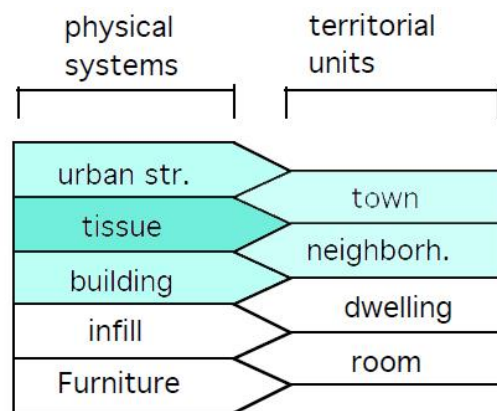 physical
systems
territorial
units
urban str.
town
tissue
neighborh.
building
dwelling
infill
room
Furniture